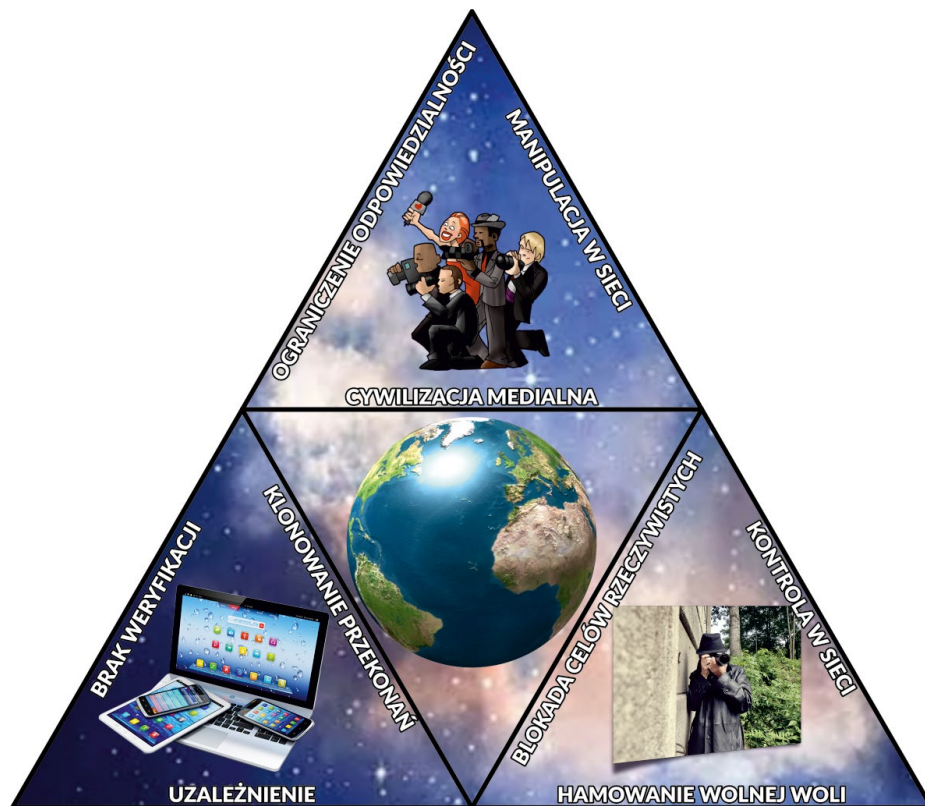 OGRANICZENIE ODPOWIEDZIALNOŚCI
MANIPULACJA W SIECI
CYWILIZACJA MEDIALNA
BRAK WERYFIKACJI
KLONOWANIE PRZEKONAŃ
UZALEŻNIENIE
BLOKADA CELÓW RZECZYWISTYCH
KONTROLA W SIECI
HAMOWANIE WOLNEJ WOLI